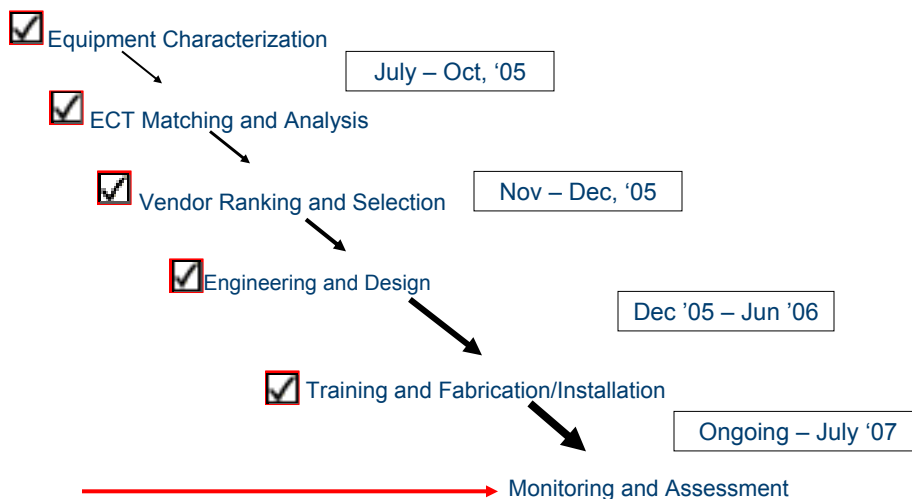 Equipment Characterization
July – Oct, ‘05
ECT Matching and Analysis
Vendor Ranking and Selection
Nov – Dec, ‘05
Engineering and Design
Dec ’05 – Jun ’06
Training and Fabrication/Installation
Ongoing – July ‘07
Monitoring and Assessment